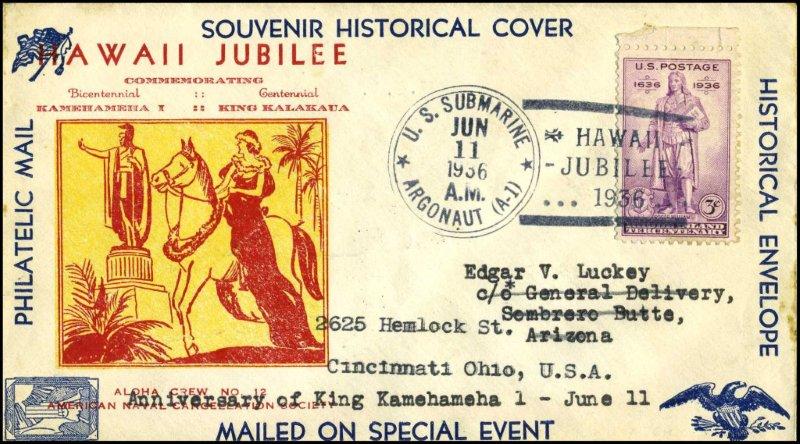 SOUVENIR HISTORICAL COVER
HAWAII JUBILEE
COMMEMORATING
Bicentennial :: Centennial
KAMEHAMEHA I :: KING KALAKAUA
PHILATELIC MAIL
U. S. SUBMARINE
JUN
11
1936
A.M.
ARGONAUT (A-1)
* HAWAII
-JUBILEE
... 1936
U.S. POSTAGE
1636 1936
3¢
TERCENTENARY
HISTORICAL ENVELOPE
Edgar V. Luckey
c/o General Delivery,
Sombrero Butte,
Arizona
2625 Hemlock St.
Cincinnati Ohio, U.S.A.
ALOHA CREW NO. 12
AMERICAN NAVAL CANCELLATION SOCIETY
Anniversary of King Kamehameha 1 - June 11
MAILED ON SPECIAL EVENT